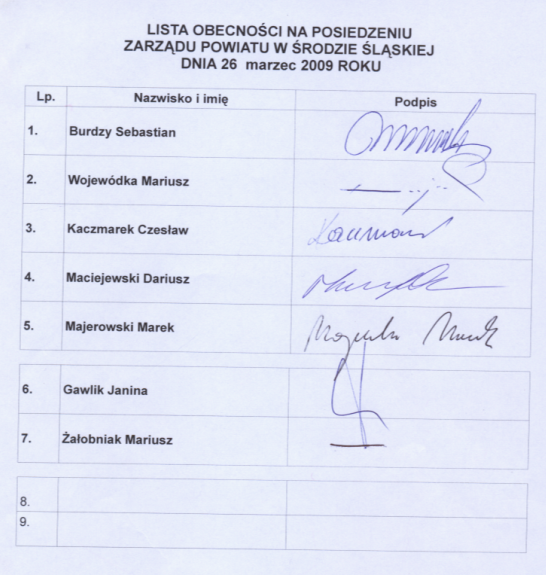 LISTA OBECNOŚCI NA POSIEDZENIU
ZARZĄDU POWIATU W ŚRODZIE ŚLĄSKIEJ
DNIA 26 marzec 2009 ROKU
Lp. Nazwisko i imię Podpis
1. Burdzy Sebastian
2. Wojewódka Mariusz
3. Kaczmarek Czesław
4. Maciejewski Dariusz
5. Majerowski Marek
6. Gawlik Janina
7. Żałobniak Mariusz
8.
9.